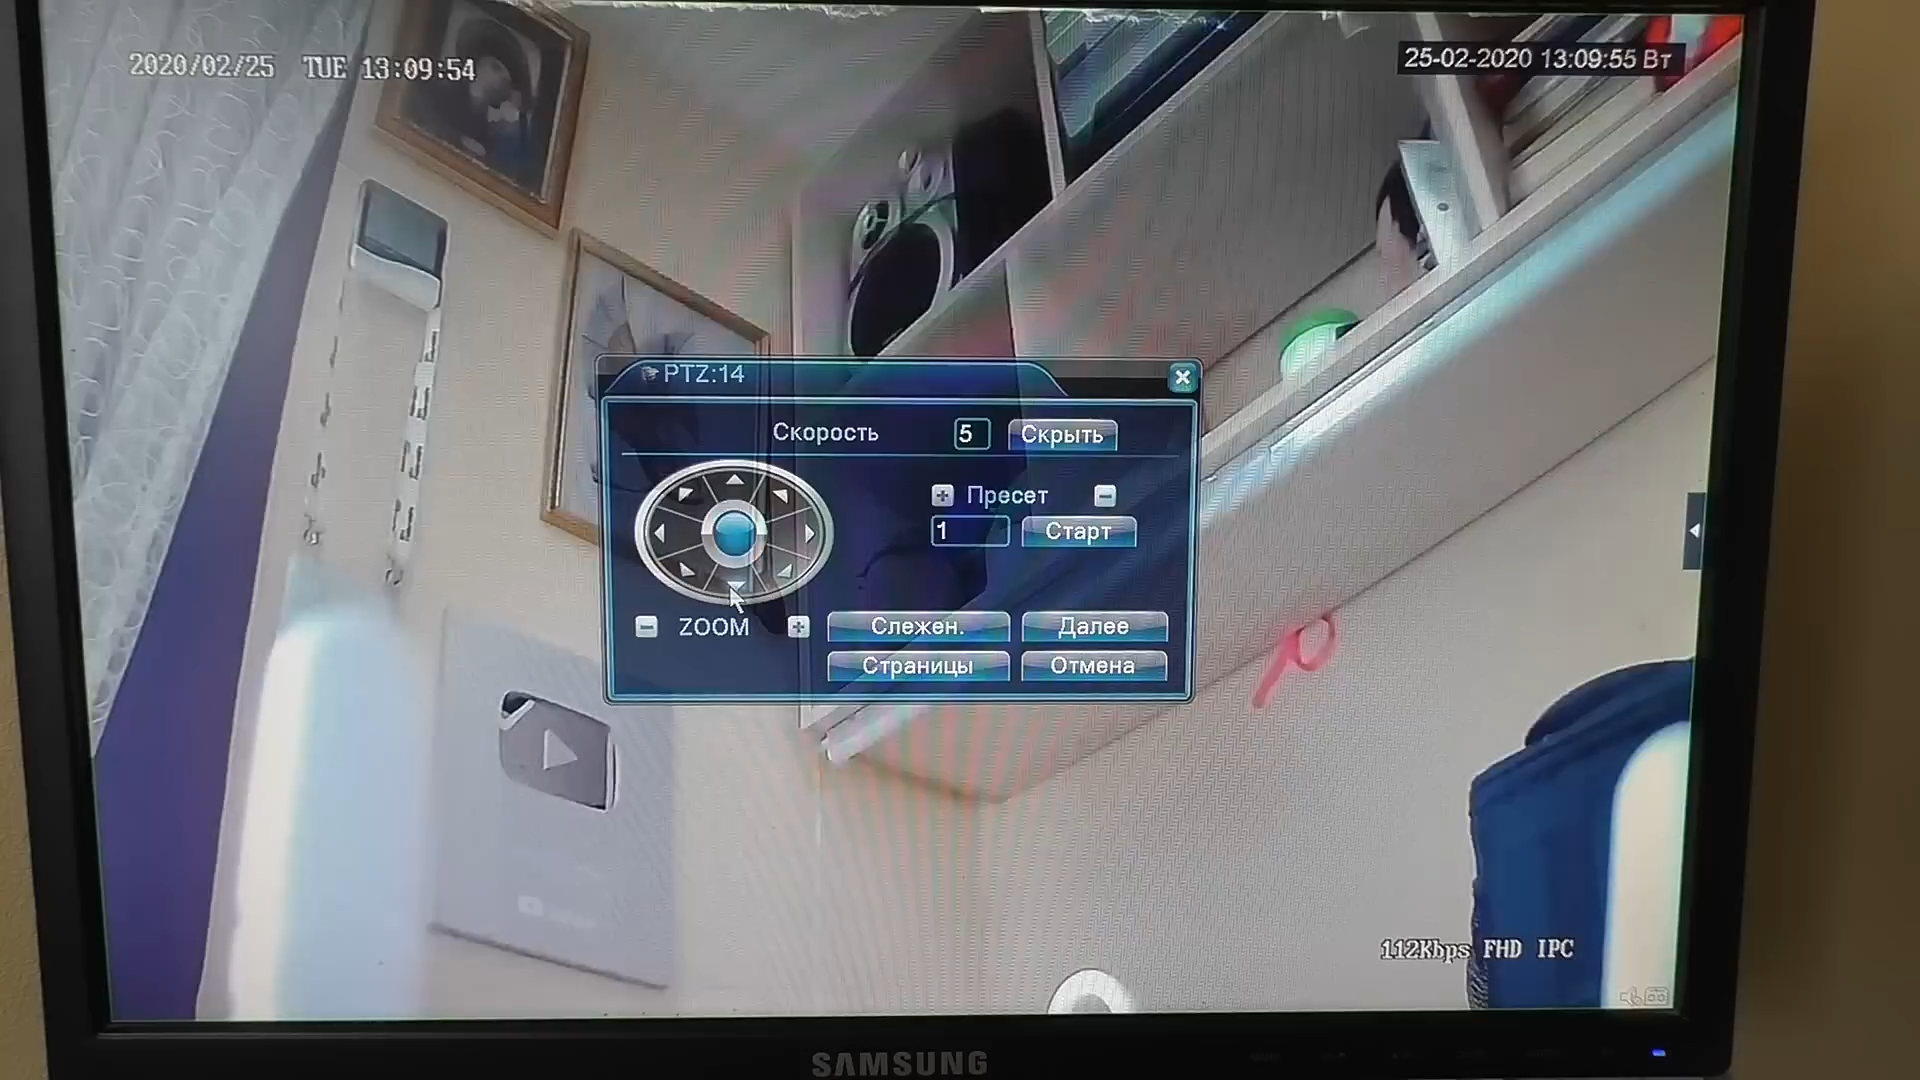 2020/02/25 TUE 13:09:54
25-02-2020 13:09:55 Вт
PTZ:14
Скорость 5 Скрыть
Пресет
1 Старт
ZOOM Слежен. Далее
Страницы Отмена
112Kbps FHD IPC
SAMSUNG